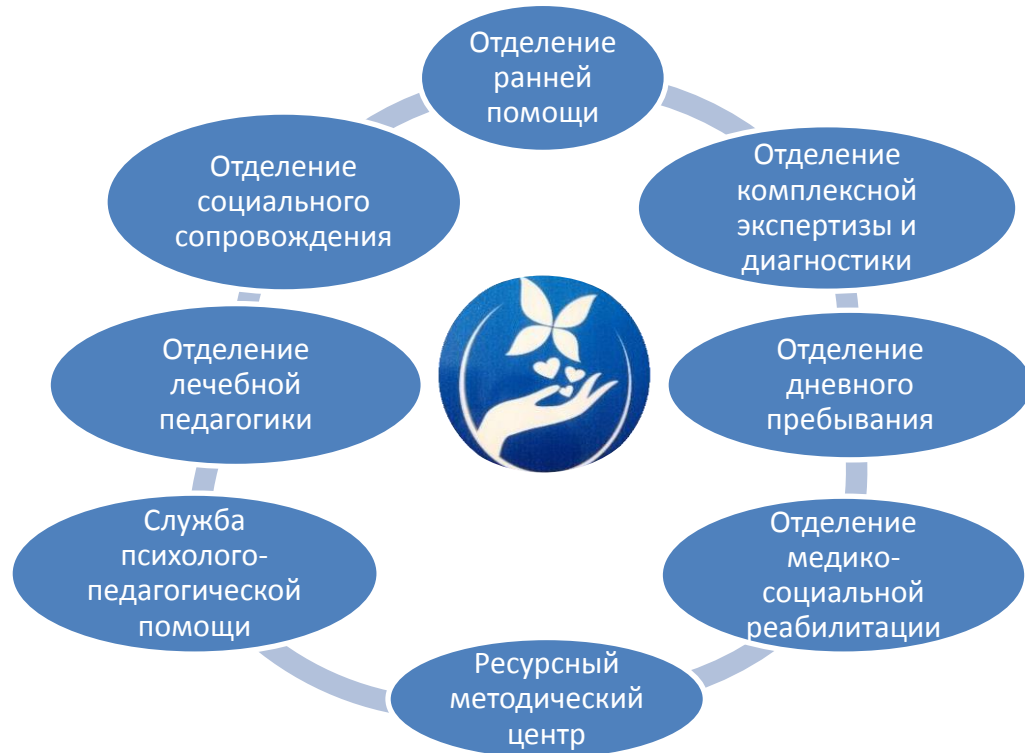 Отделение
ранней
помощи
Отделение
комплексной
экспертизы и
диагностики
Отделение
дневного
пребывания
Отделение
медико-
социальной
реабилитации
Ресурсный
методический
центр
Служба
психолого-
педагогической
помощи
Отделение
лечебной
педагогики
Отделение
социального
сопровождения